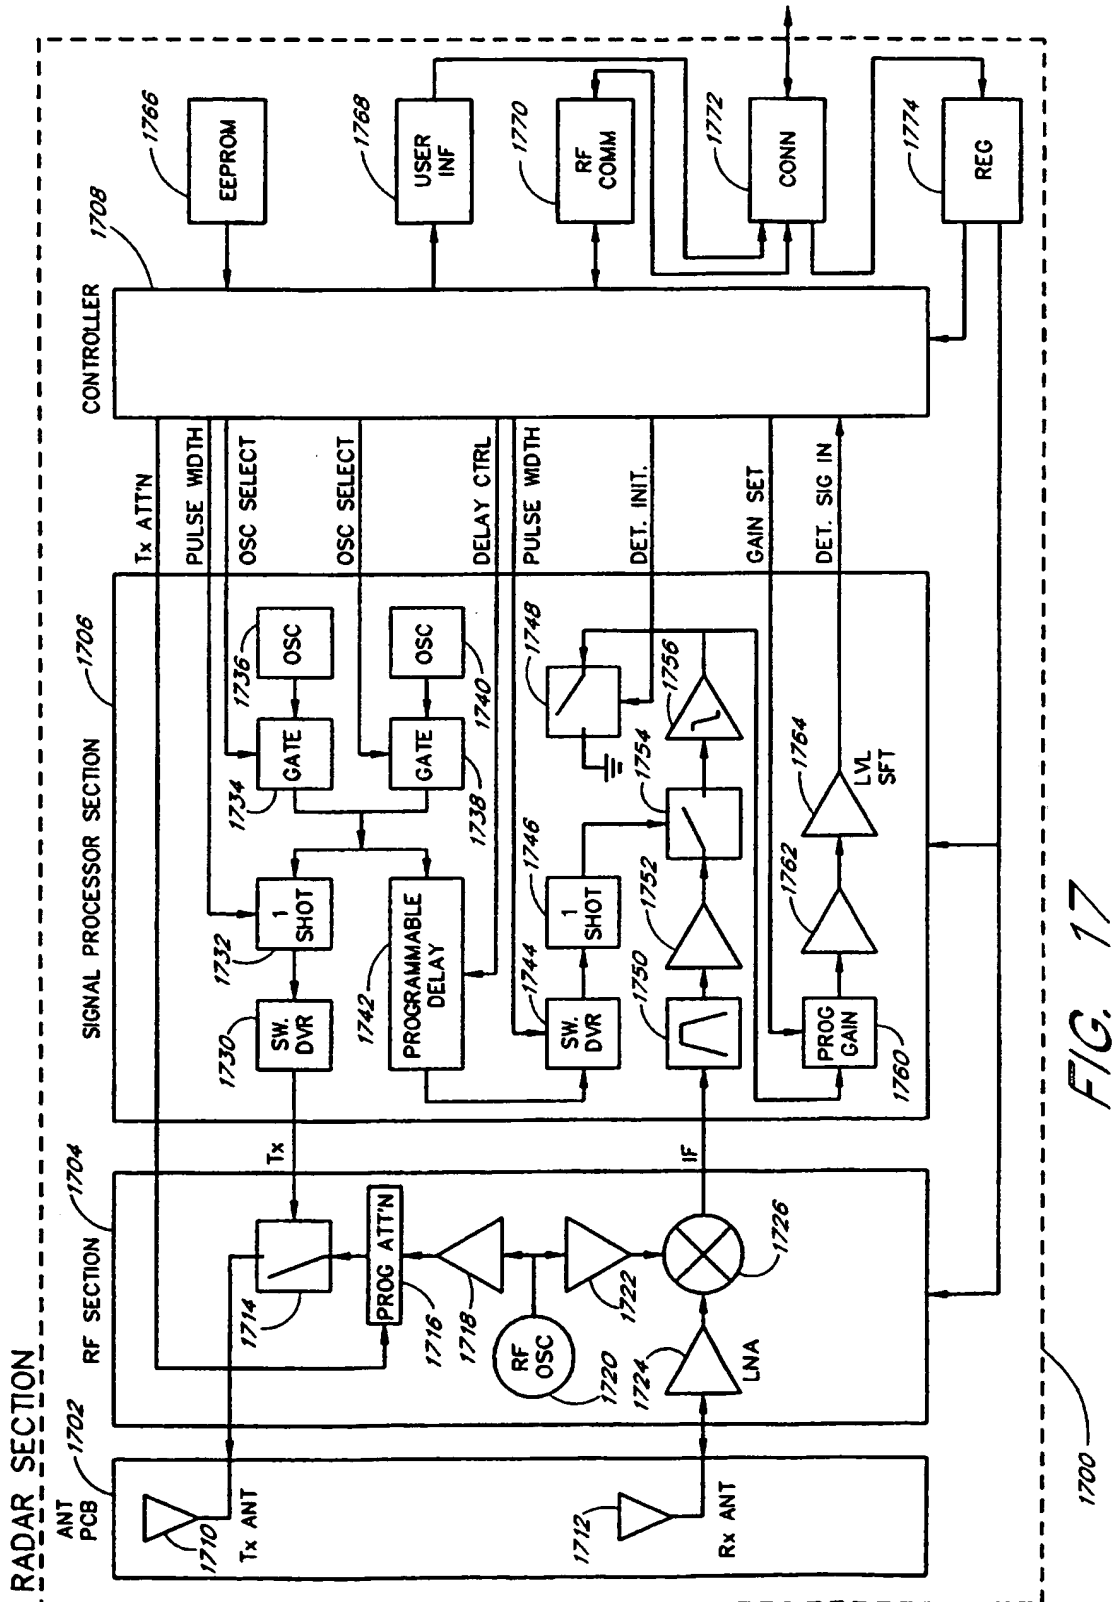 RADAR SECTION
1702
ANT
PCB
1710
Tx ANT
1712
Rx ANT
1704
RF SECTION
1714
PROG ATT'N
1716
1718
RF
OSC
1720
1722
1724
LNA
1726
Tx
IF
1706
SIGNAL PROCESSOR SECTION
SW.
DVR
1730
1
SHOT
1732
GATE
1734
OSC
1736
GATE
1738
OSC
1740
PROGRAMMABLE
DELAY
1742
SW.
DVR
1744
1
SHOT
1746
1748
1750
1752
1754
1756
PROG
GAIN
1760
1762
1764
LVL
SFT
Tx ATT'N
PULSE WIDTH
OSC SELECT
OSC SELECT
DELAY CTRL
PULSE WIDTH
DET. INIT.
GAIN SET
DET. SIG IN
CONTROLLER
1708
EEPROM
1766
USER
INF
1768
RF
COMM
1770
CONN
1772
REG
1774
1700
FIG. 17